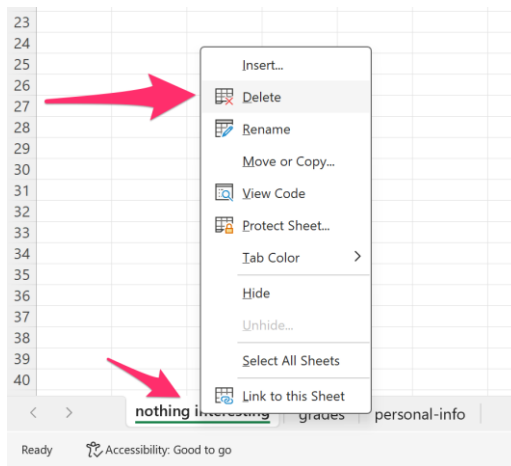 23
24
25
26
27
28
29
30
31
32
33
34
35
36
37
38
39
40
Insert...
Delete
Rename
Move or Copy...
View Code
Protect Sheet...
Tab Color
Hide
Unhide...
Select All Sheets
Link to this Sheet
nothing interesting grades personal-info
Ready Accessibility: Good to go